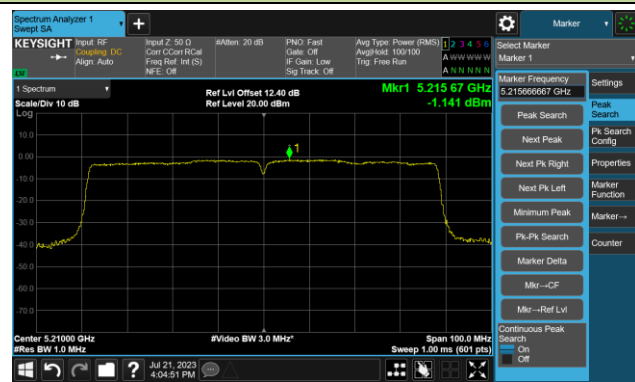 Spectrum Analyzer 1
Swept SA
Marker
KEYSIGHT
Input: RF
Coupling: DC
Align: Auto
Input Z: 50 Ω
Corr CCorr RCal
Freq Ref: Int (S)
NFE: Off
#Atten: 20 dB
PNO: Fast
Gate: Off
IF Gain: Low
Sig Track: Off
Avg Type: Power (RMS)
Avg|Hold: 100/100
Trig: Free Run
1 2 3 4 5 6
A W W W W W
A N N N N N
LXI
Select Marker
Marker 1
1 Spectrum
Scale/Div 10 dB
Log
Ref Lvl Offset 12.40 dB
Ref Level 20.00 dBm
Mkr1 5.215 67 GHz
-1.141 dBm
10.0
0.00
-10.0
-20.0
-30.0
-40.0
-50.0
-60.0
-70.0
1
Center 5.21000 GHz
#Res BW 1.0 MHz
#Video BW 3.0 MHz*
Span 100.0 MHz
Sweep 1.00 ms (601 pts)
Marker Frequency
5.215666667 GHz
Peak Search
Next Peak
Next Pk Right
Next Pk Left
Minimum Peak
Pk-Pk Search
Marker Delta
Mkr→CF
Mkr→Ref Lvl
Continuous Peak
Search
On
Off
Settings
Peak
Search
Pk Search
Config
Properties
Marker
Function
Marker→
Counter
?
Jul 21, 2023
4:04:51 PM